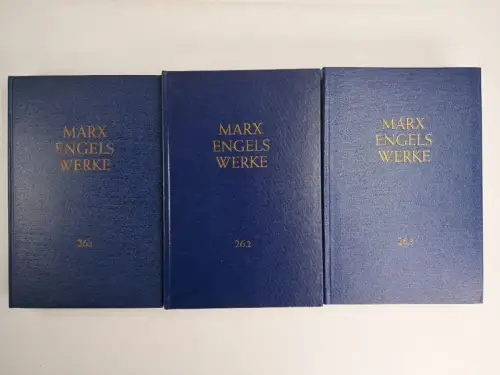 MARX
ENGELS
WERKE
26.1
MARX
ENGELS
WERKE
26.2
MARX
ENGELS
WERKE
26.3